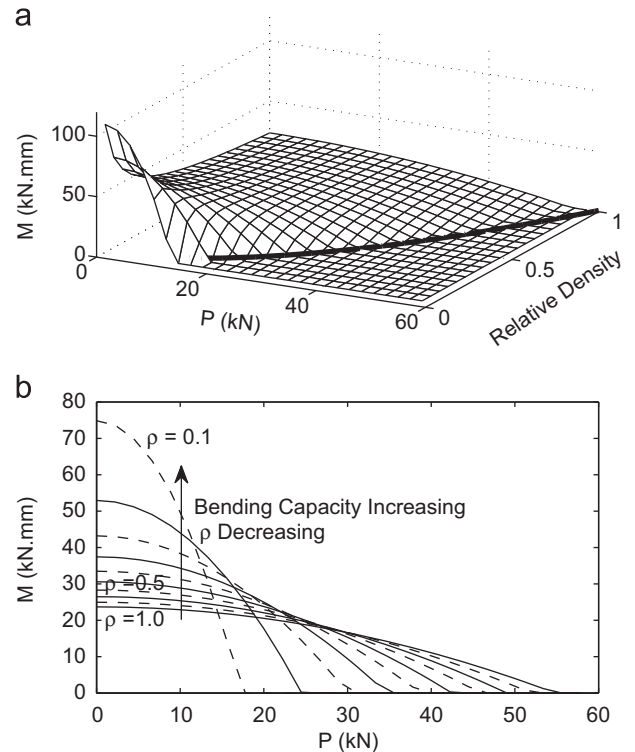 a
M (kN.mm)
100
50
0
0
20
40
60
P (kN)
0
0.5
1
Relative Density
b
M (kN.mm)
80
70
60
50
40
30
20
10
0
ρ = 0.1
Bending Capacity Increasing
ρ Decreasing
ρ =0.5
ρ =1.0
0 10 20 30 40 50 60
P (kN)